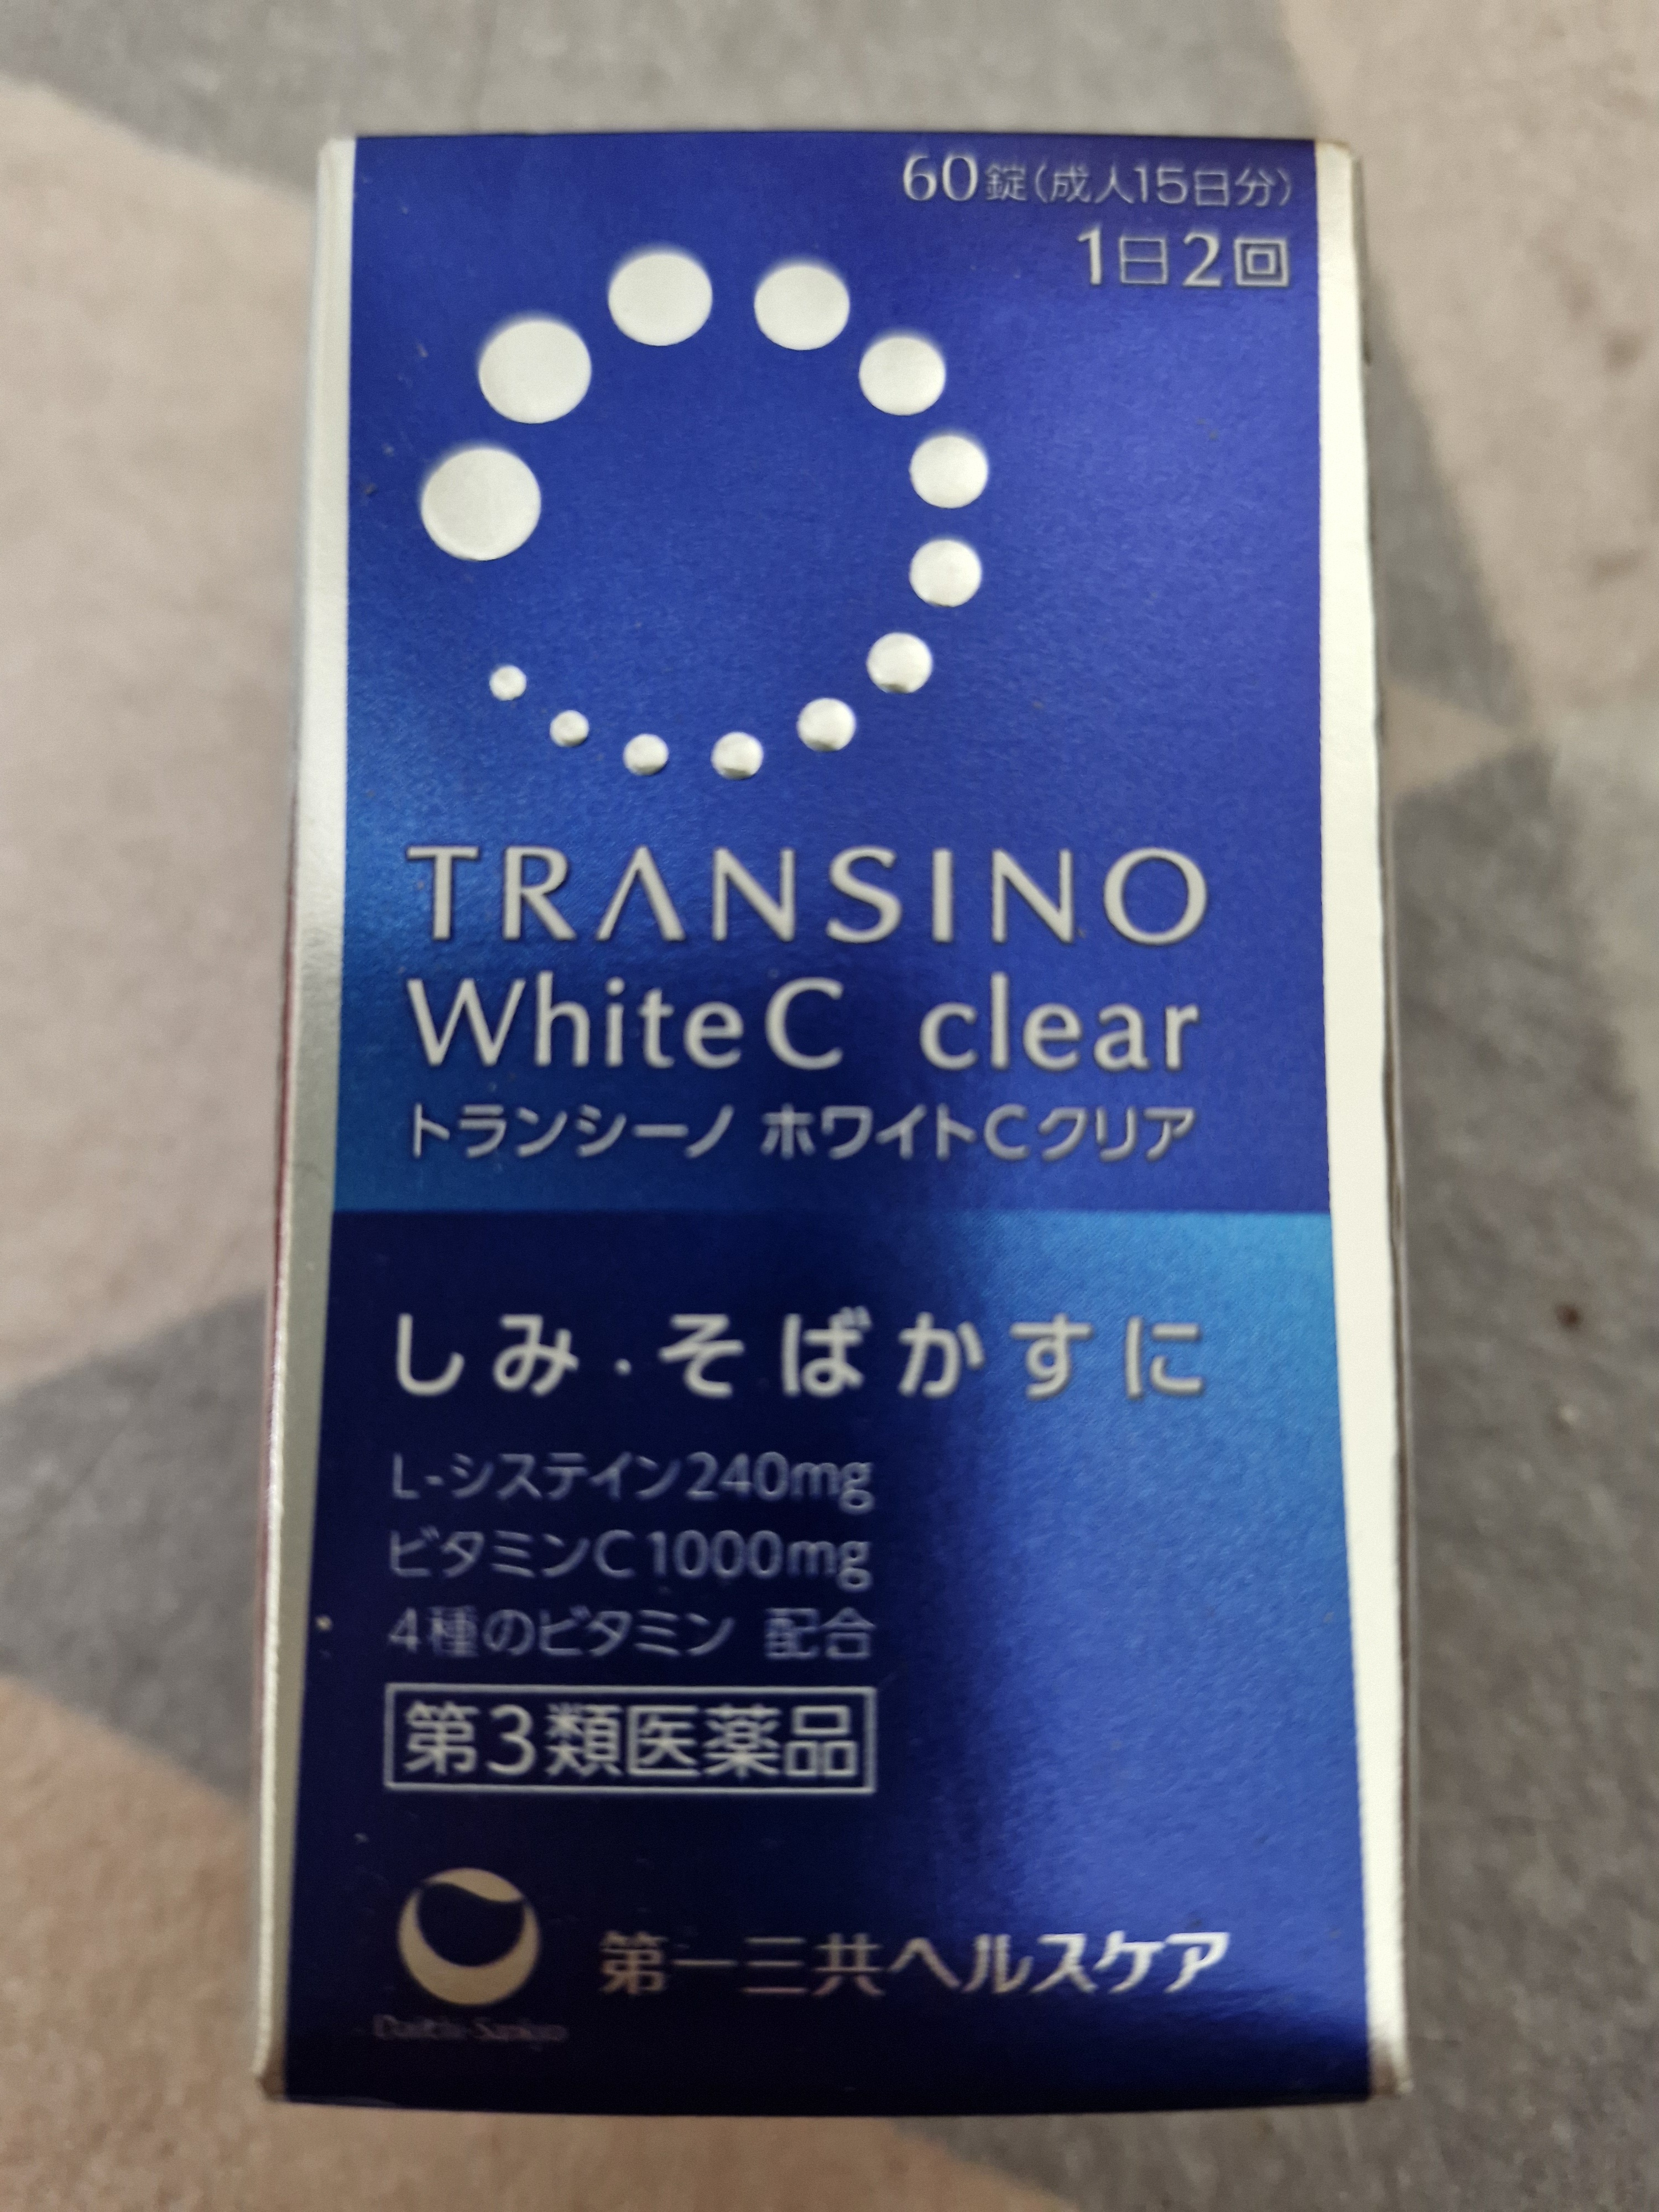 60錠(成人15日分)
1日2回
TRANSINO
WhiteC clear
トランシーノ ホワイトCクリア
しみ・そばかすに
L-システイン240mg
ビタミンC1000mg
4種のビタミン 配合
第3類医薬品
第一三共ヘルスケア
Daiichi-Sankyo